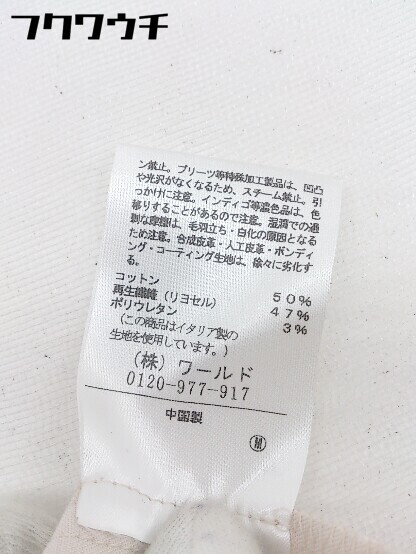 フクワウチ
ン禁止。プリーツ等特殊加工製品は、凹凸
や光沢がなくなるため、スチーム禁止。引
っかけに注意。インディゴ等濃色品は、色
移りすることがあるので注意。湿潤での過
剰な摩擦は、毛羽立ち・白化の原因となる
ため注意。合成皮革・人工皮革・ボンディ
ング・コーティング生地は、徐々に劣化す
る。
コットン 50%
再生繊維(リヨセル) 47%
ポリウレタン 3%
(この商品はイタリア製の
生地を使用しています。)
(株)ワールド
0120-977-917
中国製